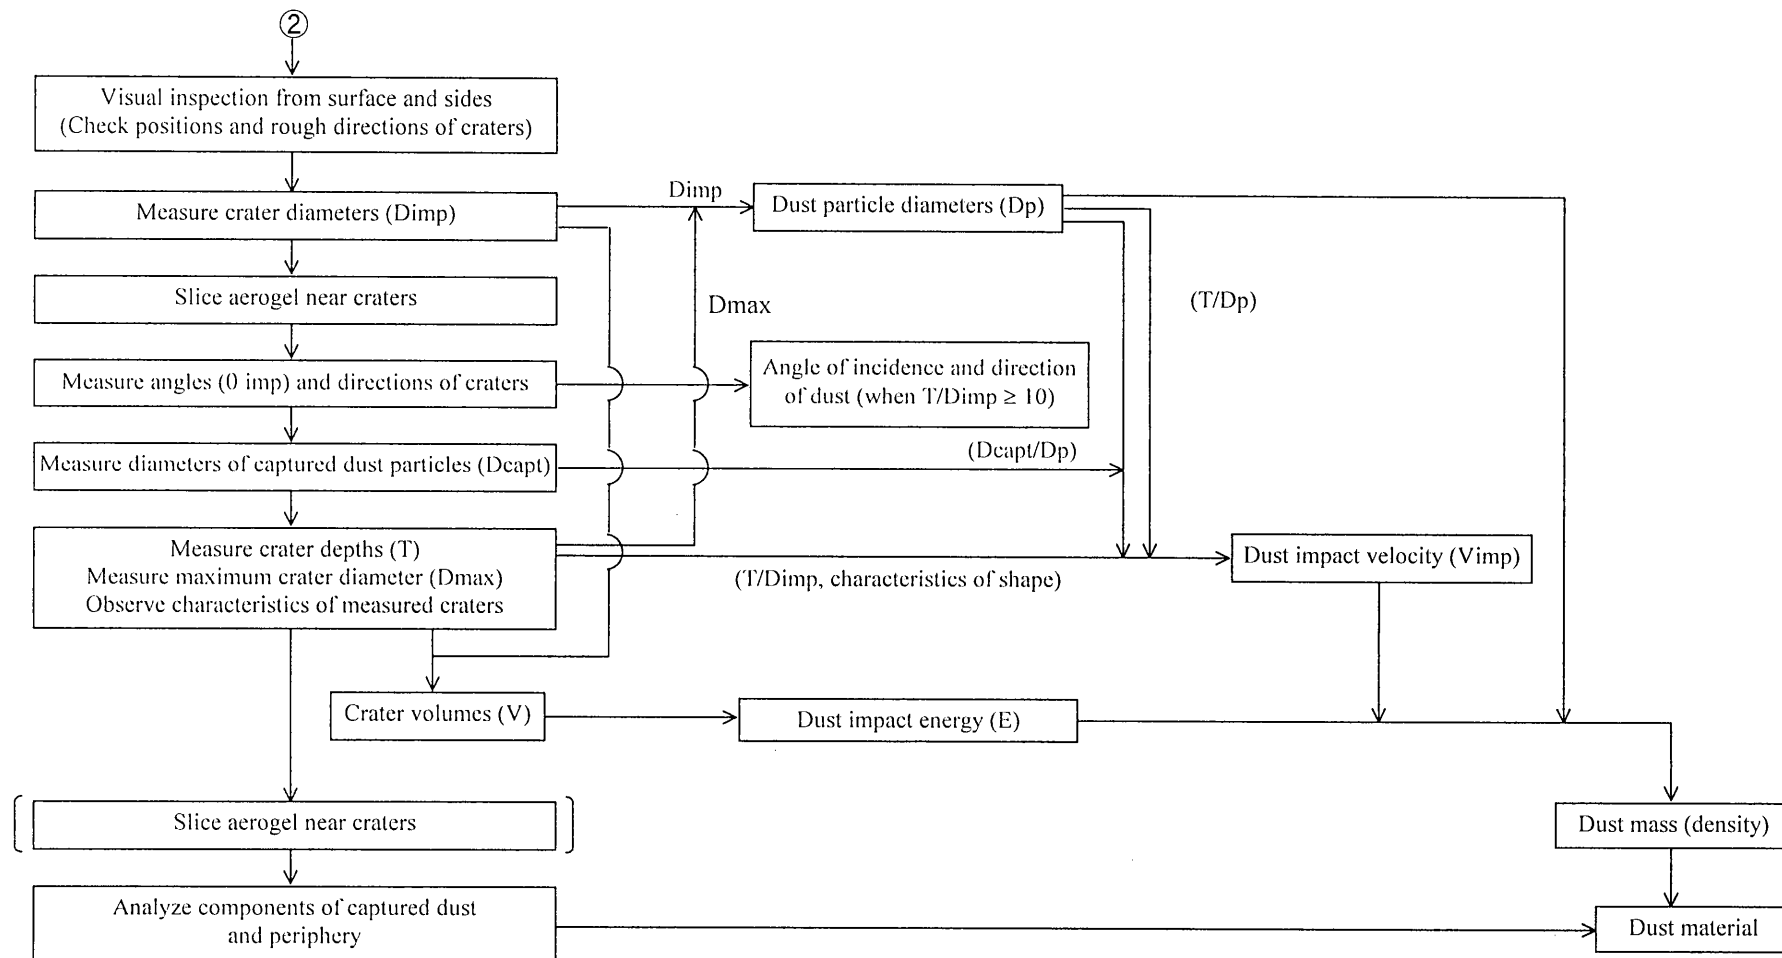 2
Visual inspection from surface and sides
(Check positions and rough directions of craters)
Measure crater diameters (Dimp)
Dimp
Dust particle diameters (Dp)
Slice aerogel near craters
Dmax
(T/Dp)
Measure angles (0 imp) and directions of craters
Angle of incidence and direction
of dust (when T/Dimp ≥ 10)
Measure diameters of captured dust particles (Dcapt)
(Dcapt/Dp)
Measure crater depths (T)
Measure maximum crater diameter (Dmax)
Observe characteristics of measured craters
(T/Dimp, characteristics of shape)
Dust impact velocity (Vimp)
Crater volumes (V)
Dust impact energy (E)
Slice aerogel near craters
Dust mass (density)
Analyze components of captured dust
and periphery
Dust material